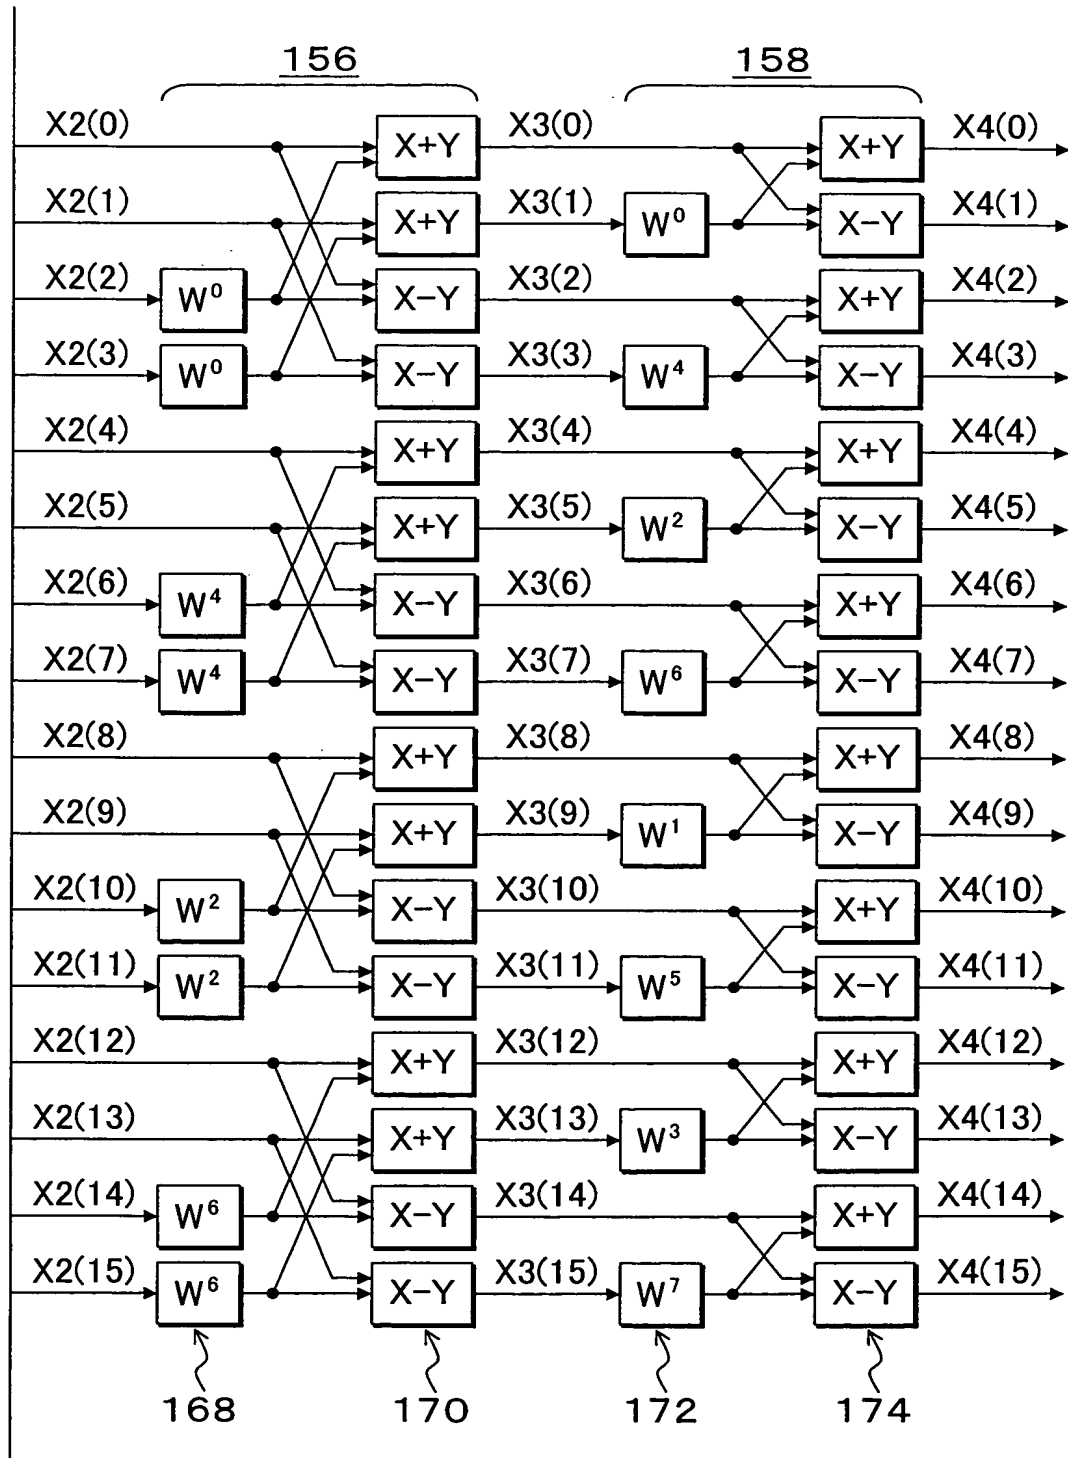 156 158
X2(0) X+Y X3(0) X+Y X4(0)
X2(1) X+Y X3(1) W⁰ X−Y X4(1)
X2(2) W⁰ X−Y X3(2) X+Y X4(2)
X2(3) W⁰ X−Y X3(3) W⁴ X−Y X4(3)
X2(4) X+Y X3(4) X+Y X4(4)
X2(5) X+Y X3(5) W² X−Y X4(5)
X2(6) W⁴ X−Y X3(6) X+Y X4(6)
X2(7) W⁴ X−Y X3(7) W⁶ X−Y X4(7)
X2(8) X+Y X3(8) X+Y X4(8)
X2(9) X+Y X3(9) W¹ X−Y X4(9)
X2(10) W² X−Y X3(10) X+Y X4(10)
X2(11) W² X−Y X3(11) W⁵ X−Y X4(11)
X2(12) X+Y X3(12) X+Y X4(12)
X2(13) X+Y X3(13) W³ X−Y X4(13)
X2(14) W⁶ X−Y X3(14) X+Y X4(14)
X2(15) W⁶ X−Y X3(15) W⁷ X−Y X4(15)
168 170 172 174